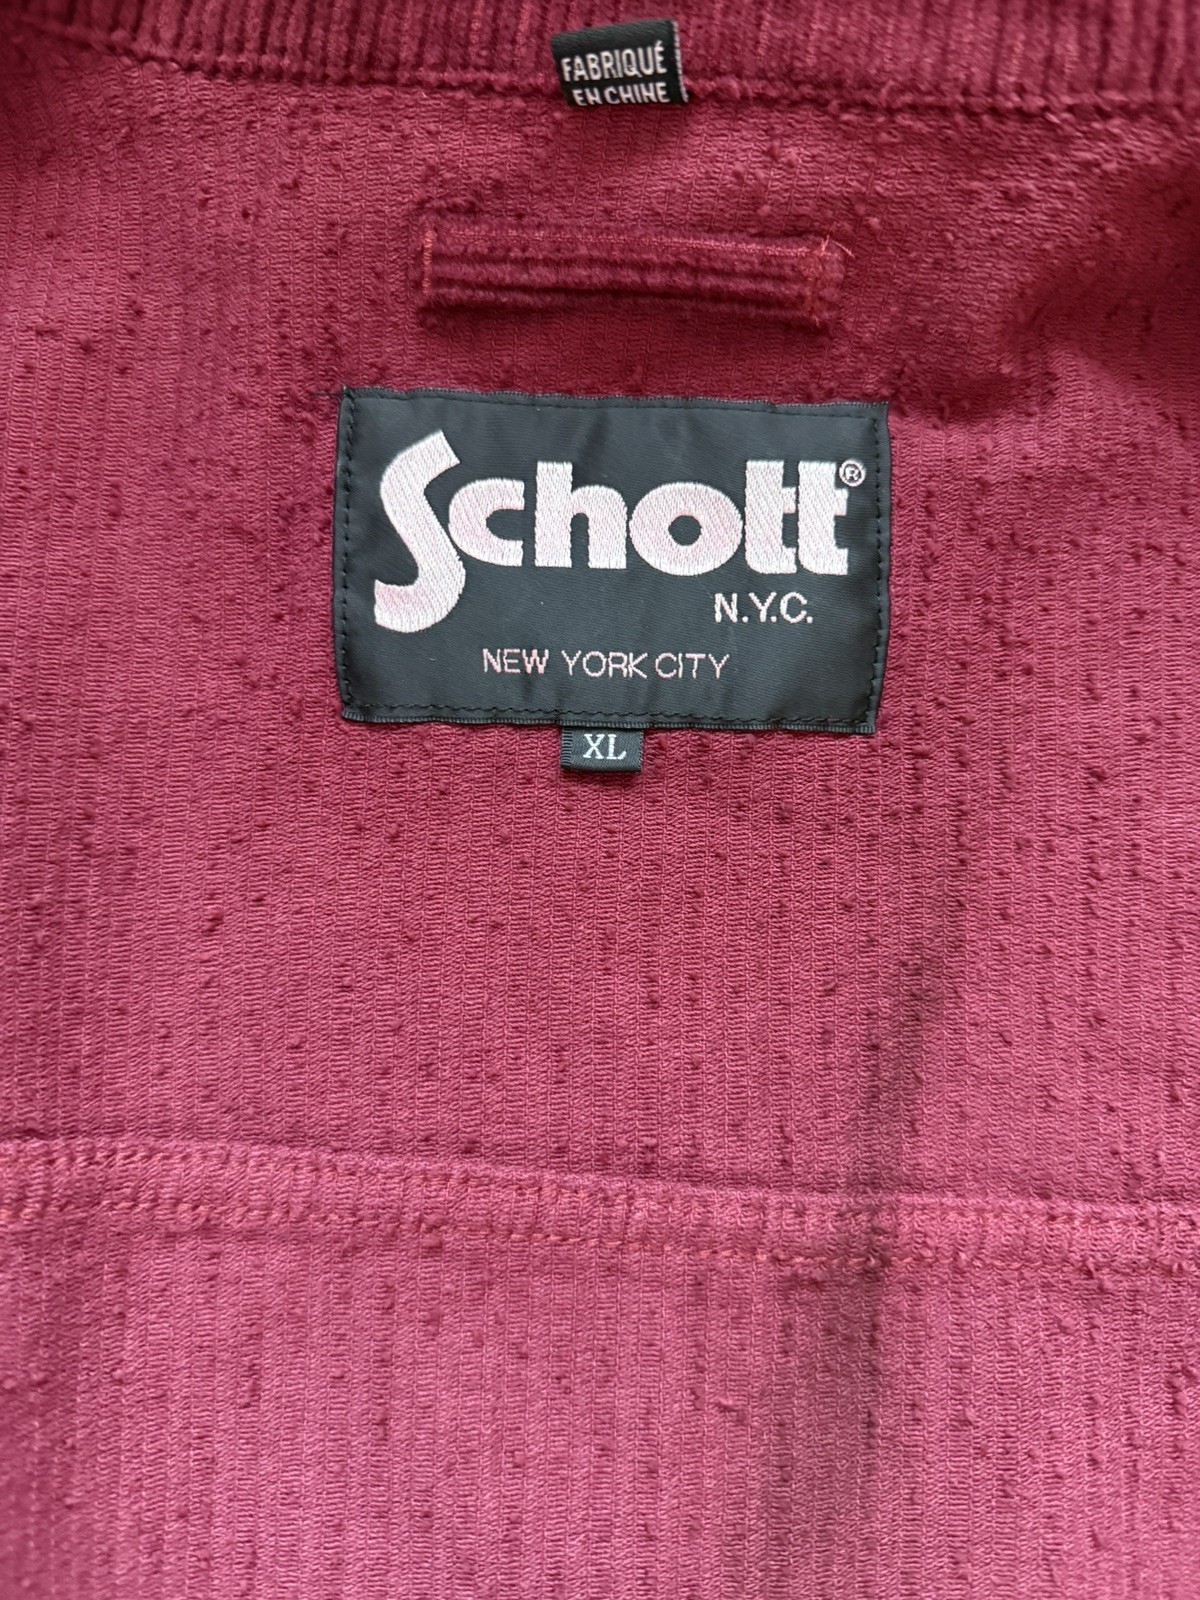 FABRIQUÉ
EN CHINE
Schott®
N.Y.C.
NEW YORK CITY
XL